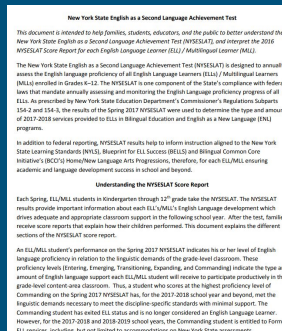 New York State English as a Second Language Achievement Test
This document is intended to help families, students, educators, and the public to better understand the
New York State English as a Second Language Achievement Test (NYSESLAT), and interpret the 2016
NYSESLAT Score Report for each English Language Learner (ELL) / Multilingual Learner (MLL).
The New York State English as a Second Language Achievement Test (NYSESLAT) is designed to annually
assess the English language proficiency of all English Language Learners (ELLs) / Multilingual Learners
(MLLs) enrolled in Grades K–12. The NYSESLAT is one component of the State's compliance with federal
laws that mandate annually assessing and monitoring the English language proficiency progress of all
ELLs. As prescribed by New York State Education Department's Commissioner's Regulations Subparts
154-2 and 154-3, the results of the Spring 2017 NYSESLAT were used to determine the type and amount
of 2017-2018 services provided to ELLs in Bilingual Education and English as a New Language (ENL)
programs.
In addition to federal reporting, NYSESLAT results help to inform instruction aligned to the New York
State Learning Standards (NYLS), Blueprint for ELL Success (BELLS) and Bilingual Common Core
Initiative's (BCCI's) Home/New Language Arts Progressions, therefore, for each ELL/MLL ensuring
academic and language development success in school and beyond.
Understanding the NYSESLAT Score Report
Each Spring, ELL/MLL students in Kindergarten through 12th grade take the NYSESLAT. The NYSESLAT
results provide important information about each ELL's/MLL's English Language development which
drives adequate and appropriate classroom support in the following school year. After the test, families
receive score reports that explain how their children performed. This document explains the different
sections of the NYSESLAT score report.
An ELL/MLL student's performance on the Spring 2017 NYSESLAT indicates his or her level of English
language proficiency in relation to the linguistic demands of the grade-level classroom. These
proficiency levels (Entering, Emerging, Transitioning, Expanding, and Commanding) indicate the type a
amount of English language support each ELL/MLL student will receive to participate productively in th
grade-level content-area classroom. Thus, a student who scores at the highest proficiency level of
Commanding on the Spring 2017 NYSESLAT has, for the 2017-2018 school year and beyond, met the
linguistic demands necessary to meet the discipline-specific standards with minimal support. The
Commanding student has exited ELL status and is no longer considered an English Language Learner.
However, for the 2017-2018 and 2018-2019 school years, the Commanding student is entitled to Form
ELL services, including, but not limited to accommodations on New York State assessments.